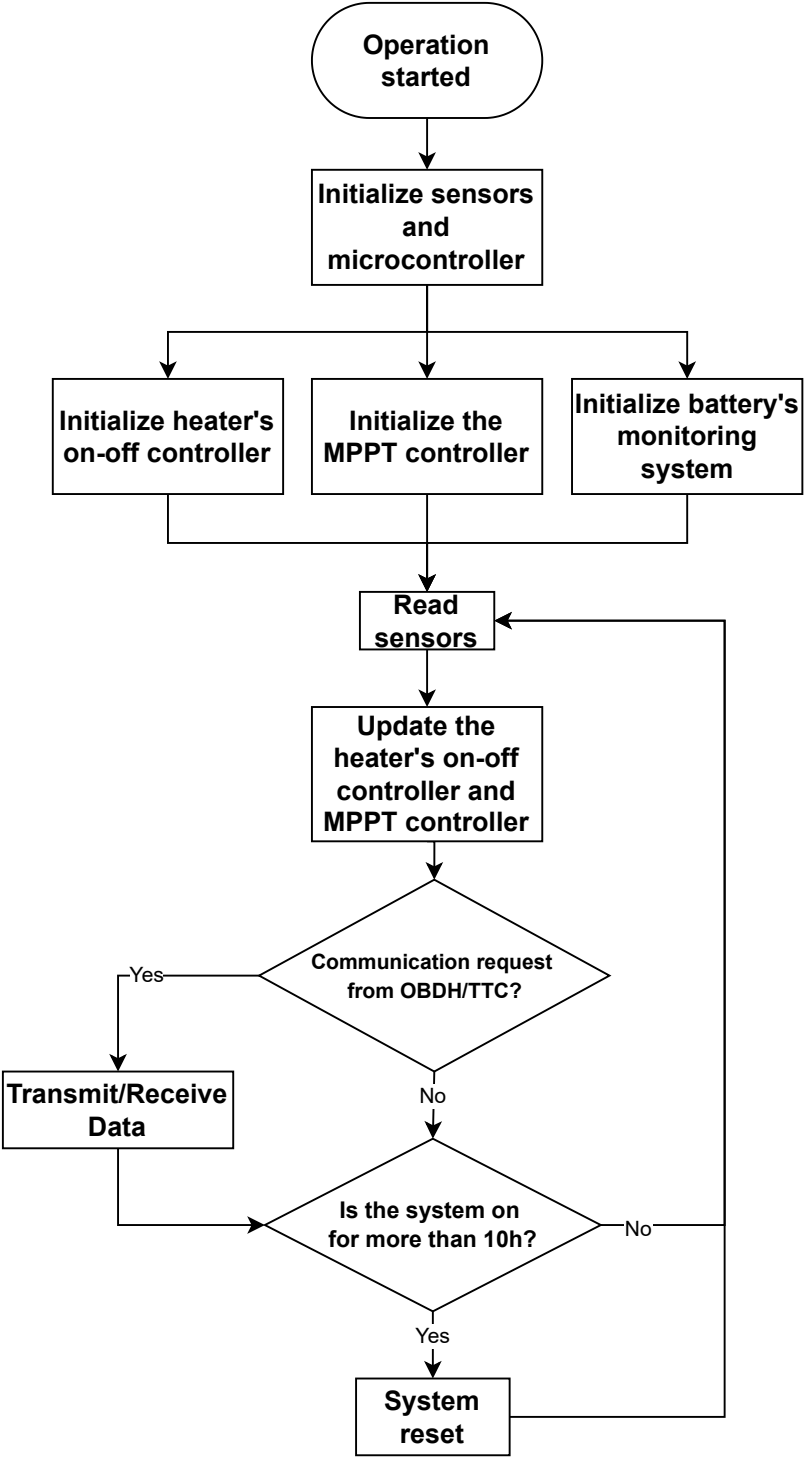 Operation
started
Initialize sensors
and
microcontroller
Initialize heater's
on-off controller
Initialize the
MPPT controller
Initialize battery's
monitoring
system
Read
sensors
Update the
heater's on-off
controller and
MPPT controller
Communication request
from OBDH/TTC?
Yes
Transmit/Receive
Data
No
Is the system on
for more than 10h?
No
Yes
System
reset